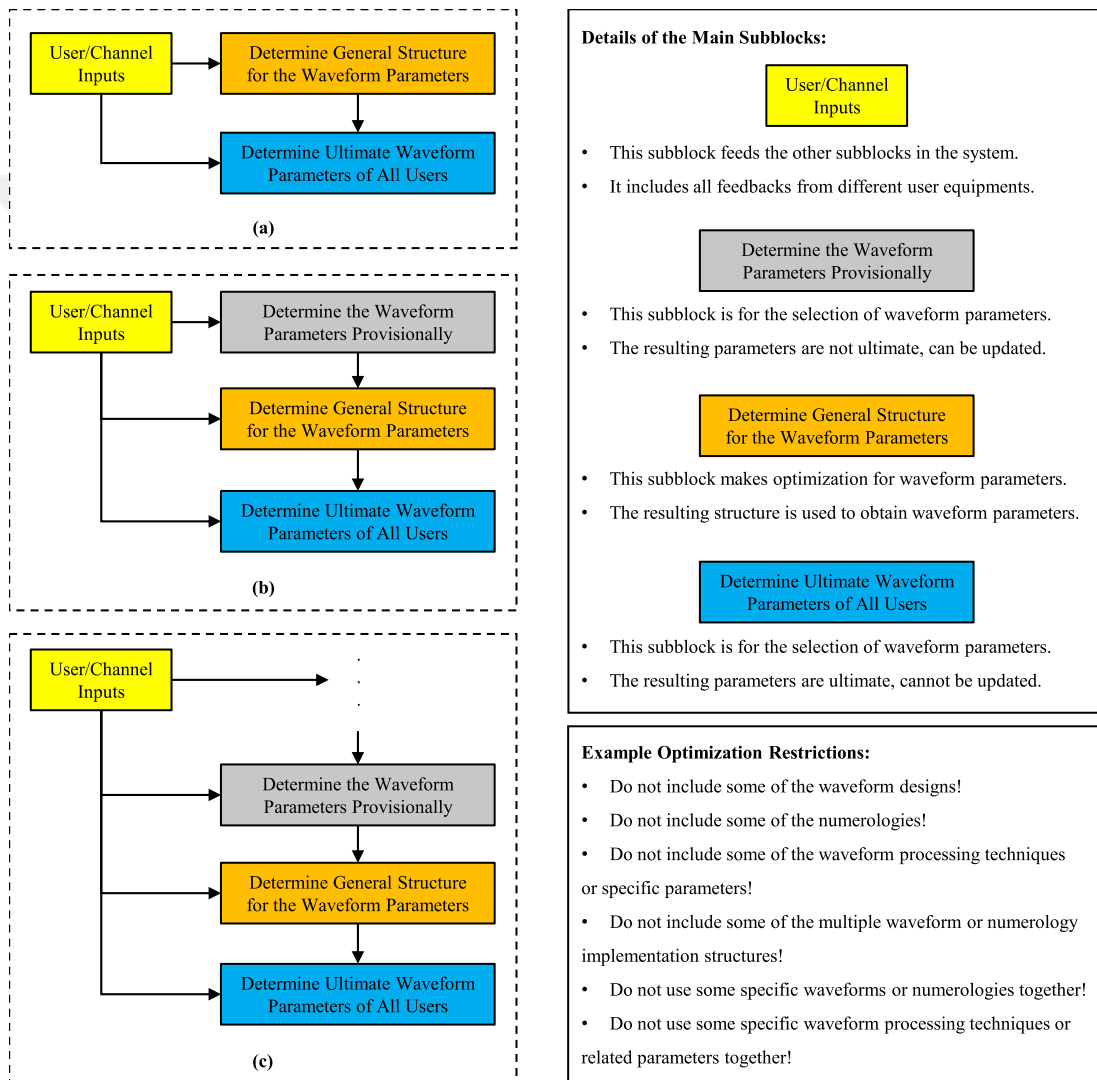 User/Channel
Inputs
Determine General Structure
for the Waveform Parameters
Determine Ultimate Waveform
Parameters of All Users
(a)
User/Channel
Inputs
Determine the Waveform
Parameters Provisionally
Determine General Structure
for the Waveform Parameters
Determine Ultimate Waveform
Parameters of All Users
(b)
User/Channel
Inputs
.
.
.
Determine the Waveform
Parameters Provisionally
Determine General Structure
for the Waveform Parameters
Determine Ultimate Waveform
Parameters of All Users
(c)
Details of the Main Subblocks:
User/Channel
Inputs
• This subblock feeds the other subblocks in the system.
• It includes all feedbacks from different user equipments.
Determine the Waveform
Parameters Provisionally
• This subblock is for the selection of waveform parameters.
• The resulting parameters are not ultimate, can be updated.
Determine General Structure
for the Waveform Parameters
• This subblock makes optimization for waveform parameters.
• The resulting structure is used to obtain waveform parameters.
Determine Ultimate Waveform
Parameters of All Users
• This subblock is for the selection of waveform parameters.
• The resulting parameters are ultimate, cannot be updated.
Example Optimization Restrictions:
• Do not include some of the waveform designs!
• Do not include some of the numerologies!
• Do not include some of the waveform processing techniques
or specific parameters!
• Do not include some of the multiple waveform or numerology
implementation structures!
• Do not use some specific waveforms or numerologies together!
• Do not use some specific waveform processing techniques or
related parameters together!